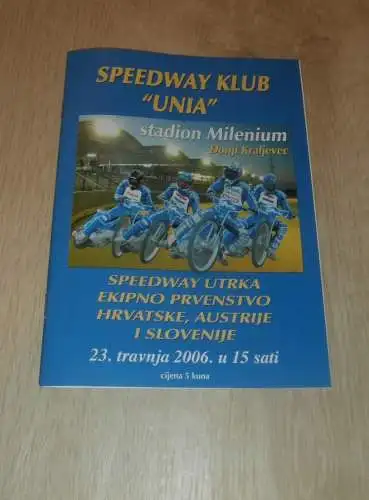 SPEEDWAY KLUB
"UNIA"
stadion Milenium
Donji Kraljevec
SPEEDWAY UTRKA
EKIPNO PRVENSTVO
HRVATSKE, AUSTRIJE
I SLOVENIJE
23. travnja 2006. u 15 sati
cijena 5 kuna